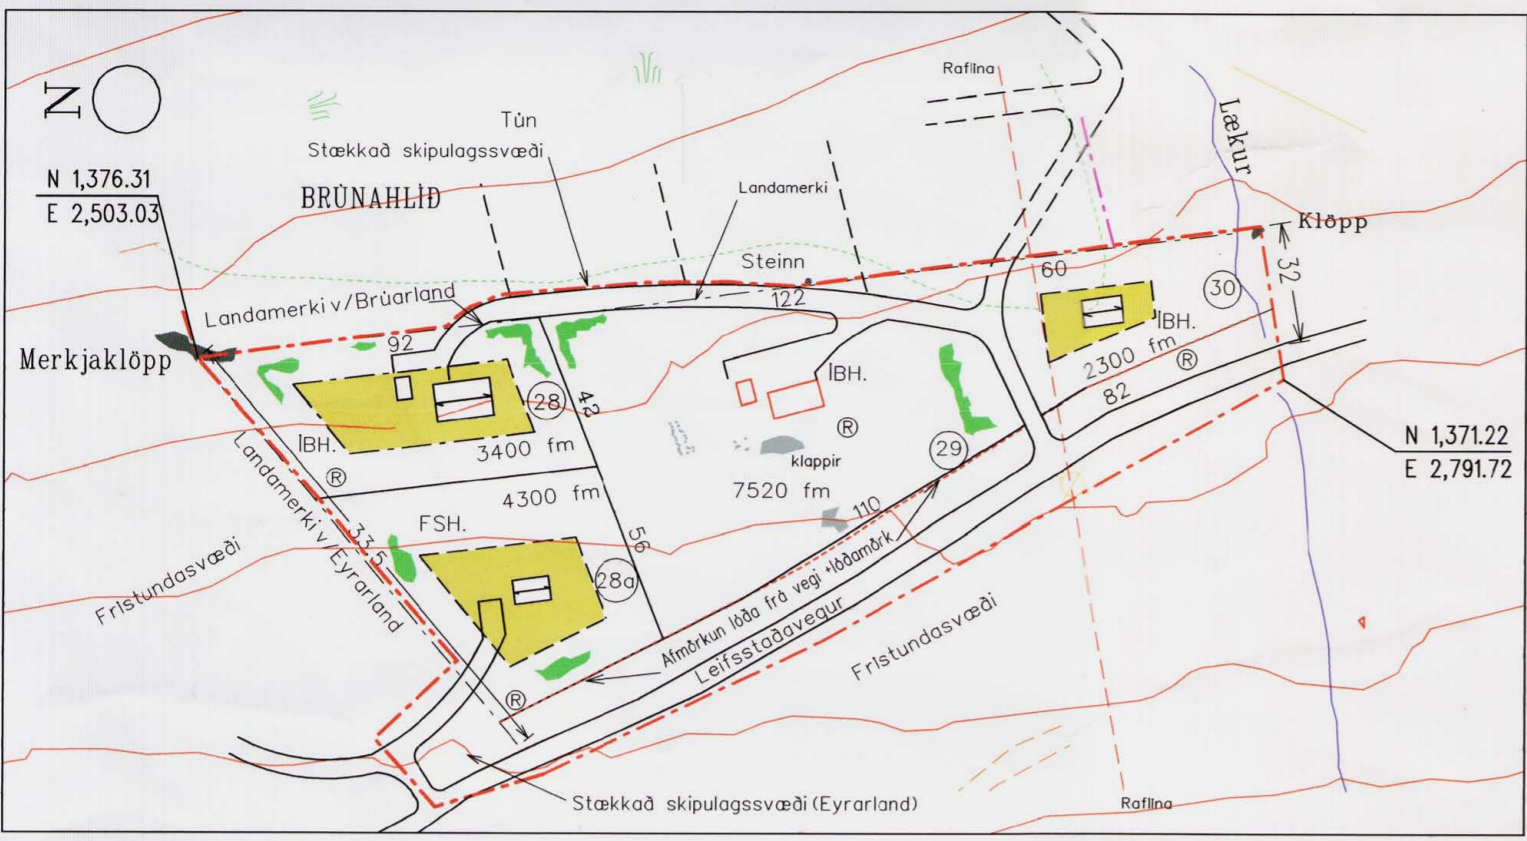 N
N 1,376.31
E 2,503.03
Tún
Stækkað skipulagssvæði
BRÚNAHLÍÐ
Landamerki
Raflína
Lækur
Klöpp
Steinn
Landamerki v/Brúarland
Merkjaklöpp
92
122
60
32
30
ÍBH.
2300 fm
R
82
N 1,371.22
E 2,791.72
28
42
ÍBH.
3400 fm
R
ÍBH.
R
klappir
7520 fm
29
110
4300 fm
FSH.
56
28a
33.5
Landamerki v/Eyrarland
Frístundasvæði
Afmörkun lóða frá vegi +lóðamörk
Leifsstaðavegur
Frístundasvæði
R
Stækkað skipulagssvæði (Eyrarland)
Raflína